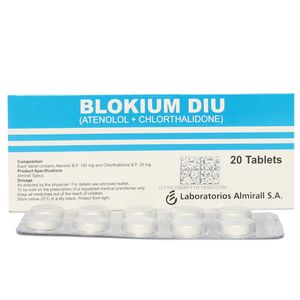 BLOKIUM DIU
(ATENOLOL + CHLORTHALIDONE)
Composition
Each tablet contains Atenolol B.P. 100 mg and Chlorthalidone B.P. 25 mg.
Product Specification:
Almirall Specs.
Dosage
As directed by the physician. For details see enclosed leaflet.
To be sold on the prescription of a registered medical practitioner only.
Keep all medicines out of the reach of children.
Store below 25°C in a dry place. Protect from light.
20 Tablets
Laboratorios Almirall S.A.